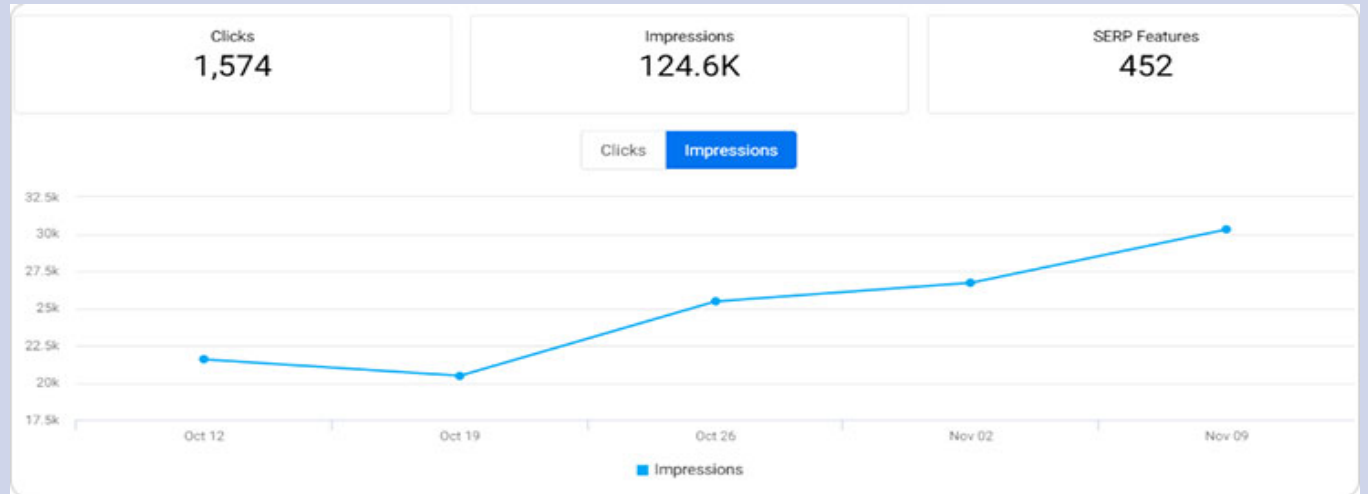 Clicks
1,574
Impressions
124.6K
SERP Features
452
Clicks Impressions
32.5k
30k
27.5k
25k
22.5k
20k
17.5k
Oct 12 Oct 19 Oct 26 Nov 02 Nov 09
Impressions